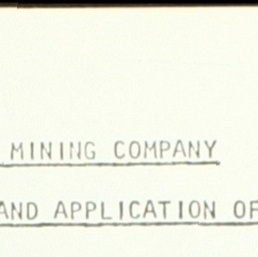 MINING COMPANY
AND APPLICATION OF